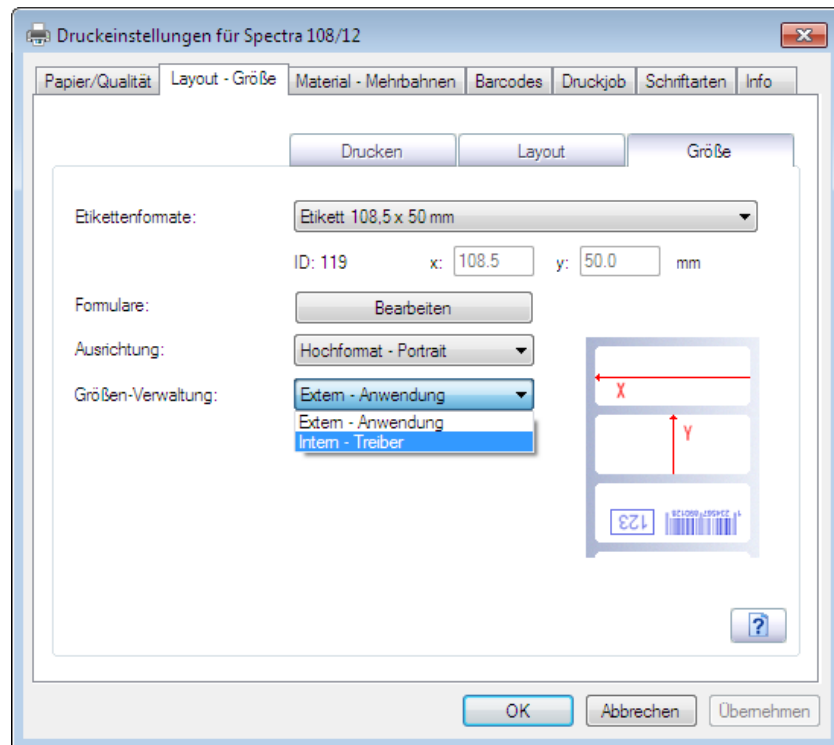 Druckeinstellungen für Spectra 108/12
Papier/Qualität Layout - Größe Material - Mehrbahnen Barcodes Druckjob Schriftarten Info
Drucken Layout Größe
Etikettenformate: Etikett 108,5 x 50 mm
ID: 119 x: 108.5 y: 50.0 mm
Formulare: Bearbeiten
Ausrichtung: Hochformat - Portrait
Größen-Verwaltung: Extern - Anwendung
Extern - Anwendung
Intern - Treiber
X
Y
123
?
OK Abbrechen Übernehmen